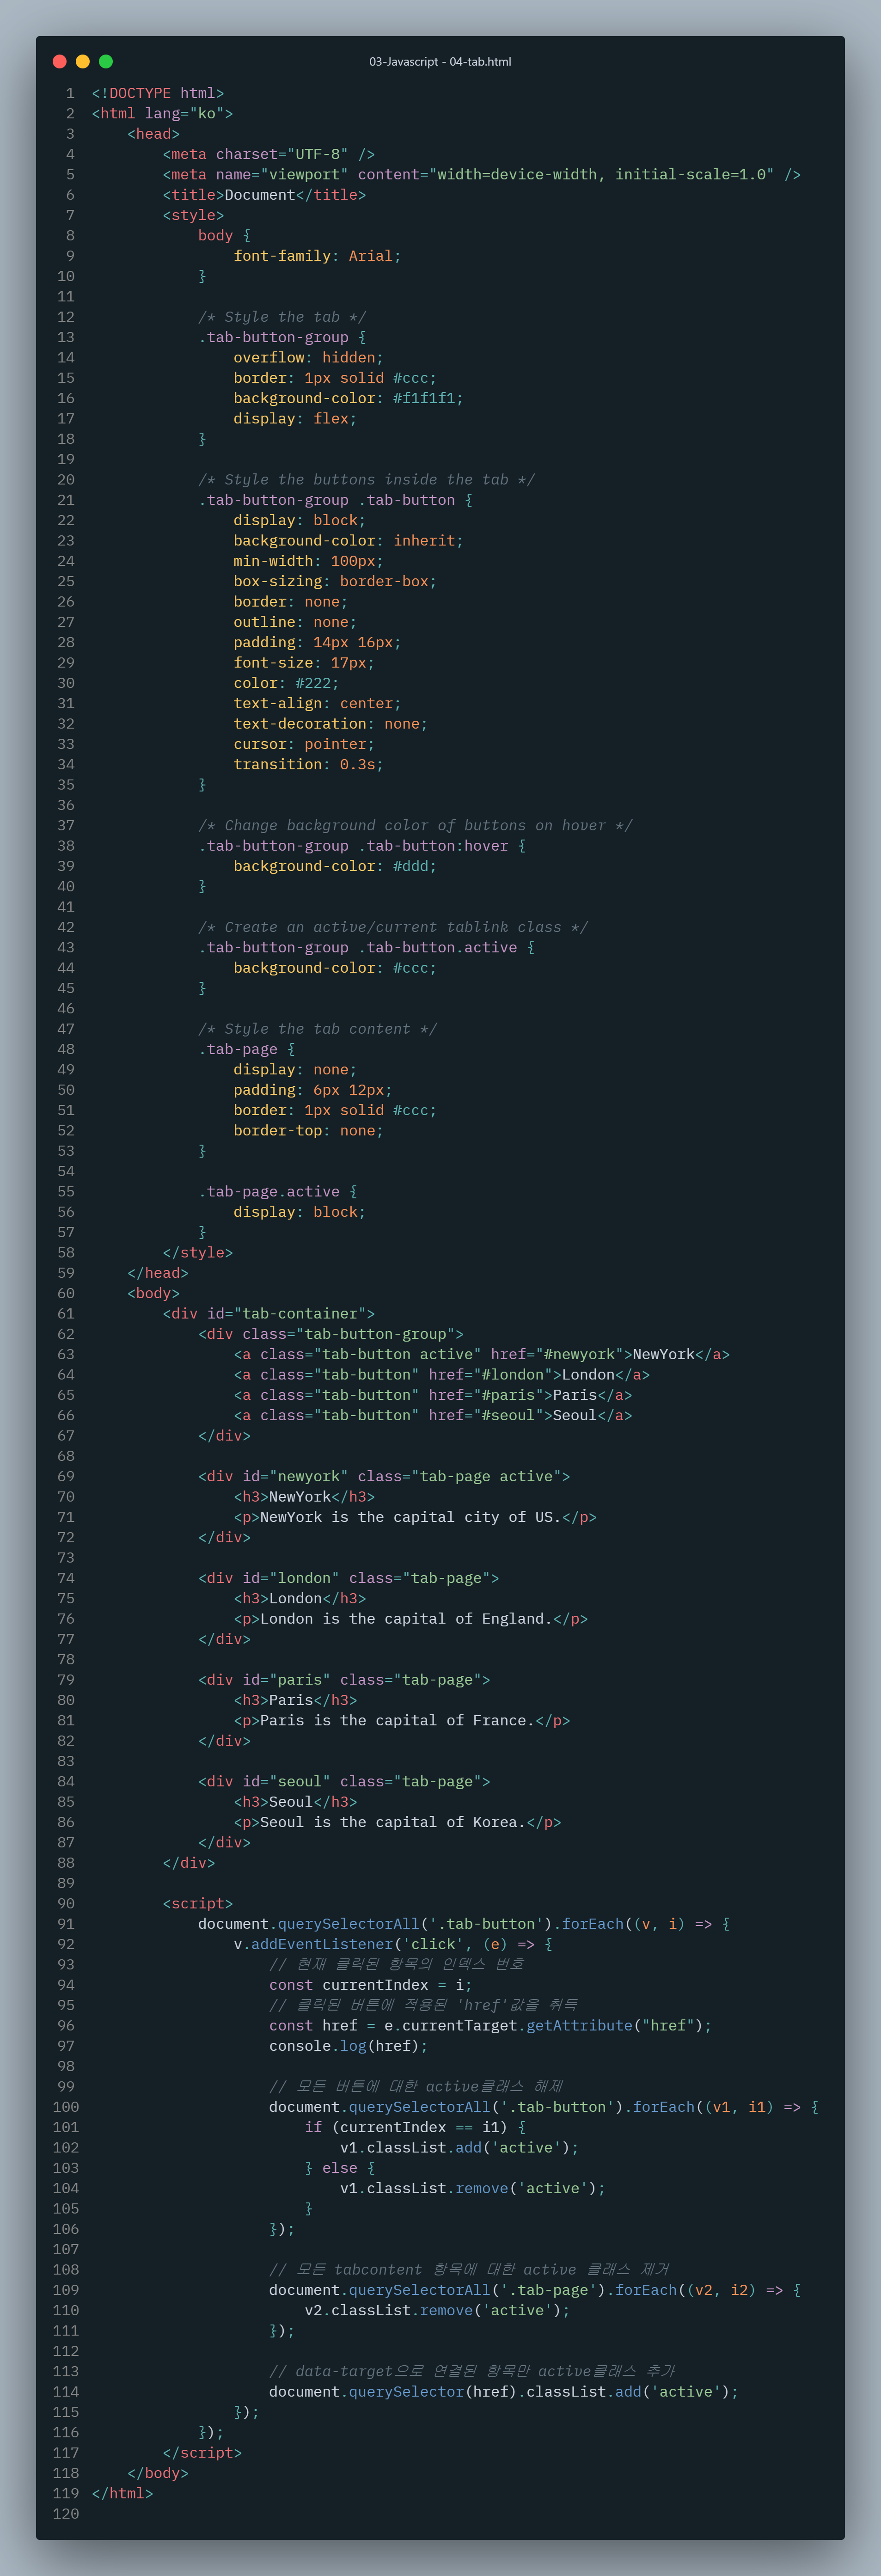 03-Javascript - 04-tab.html
1 <!DOCTYPE html>
2 <html lang="ko">
3     <head>
4         <meta charset="UTF-8" />
5         <meta name="viewport" content="width=device-width, initial-scale=1.0" />
6         <title>Document</title>
7         <style>
8             body {
9                 font-family: Arial;
10             }
11
12             /* Style the tab */
13             .tab-button-group {
14                 overflow: hidden;
15                 border: 1px solid #ccc;
16                 background-color: #f1f1f1;
17                 display: flex;
18             }
19
20             /* Style the buttons inside the tab */
21             .tab-button-group .tab-button {
22                 display: block;
23                 background-color: inherit;
24                 min-width: 100px;
25                 box-sizing: border-box;
26                 border: none;
27                 outline: none;
28                 padding: 14px 16px;
29                 font-size: 17px;
30                 color: #222;
31                 text-align: center;
32                 text-decoration: none;
33                 cursor: pointer;
34                 transition: 0.3s;
35             }
36
37             /* Change background color of buttons on hover */
38             .tab-button-group .tab-button:hover {
39                 background-color: #ddd;
40             }
41
42             /* Create an active/current tablink class */
43             .tab-button-group .tab-button.active {
44                 background-color: #ccc;
45             }
46
47             /* Style the tab content */
48             .tab-page {
49                 display: none;
50                 padding: 6px 12px;
51                 border: 1px solid #ccc;
52                 border-top: none;
53             }
54
55             .tab-page.active {
56                 display: block;
57             }
58         </style>
59     </head>
60     <body>
61         <div id="tab-container">
62             <div class="tab-button-group">
63                 <a class="tab-button active" href="#newyork">NewYork</a>
64                 <a class="tab-button" href="#london">London</a>
65                 <a class="tab-button" href="#paris">Paris</a>
66                 <a class="tab-button" href="#seoul">Seoul</a>
67             </div>
68
69             <div id="newyork" class="tab-page active">
70                 <h3>NewYork</h3>
71                 <p>NewYork is the capital city of US.</p>
72             </div>
73
74             <div id="london" class="tab-page">
75                 <h3>London</h3>
76                 <p>London is the capital of England.</p>
77             </div>
78
79             <div id="paris" class="tab-page">
80                 <h3>Paris</h3>
81                 <p>Paris is the capital of France.</p>
82             </div>
83
84             <div id="seoul" class="tab-page">
85                 <h3>Seoul</h3>
86                 <p>Seoul is the capital of Korea.</p>
87             </div>
88         </div>
89
90         <script>
91             document.querySelectorAll('.tab-button').forEach((v, i) => {
92                 v.addEventListener('click', (e) => {
93                     // 현재 클릭된 항목의 인덱스 번호
94                     const currentIndex = i;
95                     // 클릭된 버튼에 적용된 'href'값을 취득
96                     const href = e.currentTarget.getAttribute("href");
97                     console.log(href);
98
99                     // 모든 버튼에 대한 active클래스 해제
100                     document.querySelectorAll('.tab-button').forEach((v1, i1) => {
101                         if (currentIndex == i1) {
102                             v1.classList.add('active');
103                         } else {
104                             v1.classList.remove('active');
105                         }
106                     });
107
108                     // 모든 tabcontent 항목에 대한 active 클래스 제거
109                     document.querySelectorAll('.tab-page').forEach((v2, i2) => {
110                         v2.classList.remove('active');
111                     });
112
113                     // data-target으로 연결된 항목만 active클래스 추가
114                     document.querySelector(href).classList.add('active');
115                 });
116             });
117         </script>
118     </body>
119 </html>
120